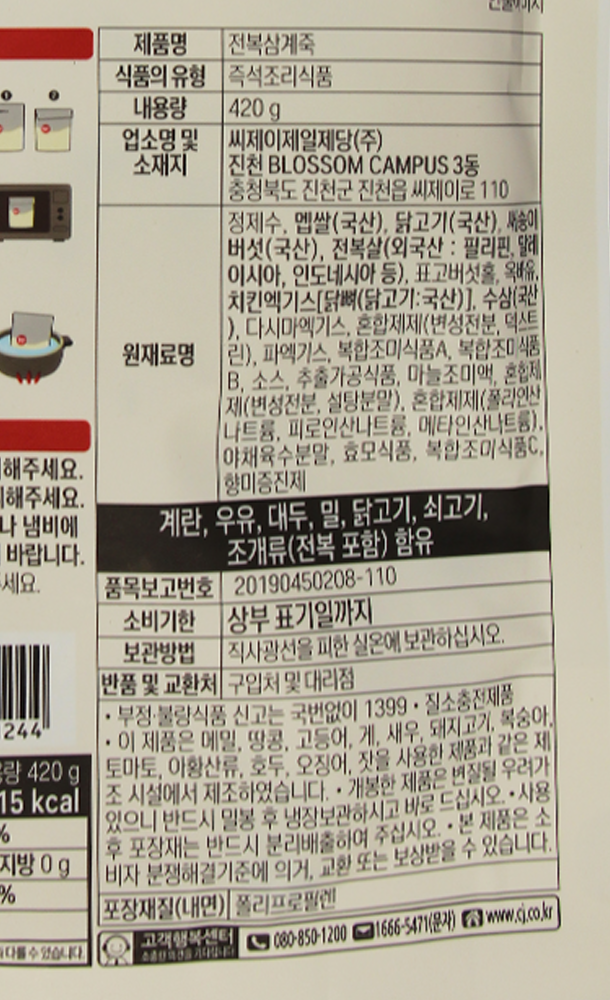 제품명 전복삼계죽
식품의 유형 즉석조리식품
내용량 420 g
업소명 및 소재지
씨제이제일제당(주)
진천 BLOSSOM CAMPUS 3동
충청북도 진천군 진천읍 씨제이로 110
원재료명
정제수, 멥쌀(국산), 닭고기(국산), 새송이
버섯(국산), 전복살(외국산 : 필리핀, 말레
이시아, 인도네시아 등), 표고버섯홀, 옥배유,
치킨엑기스[닭뼈(닭고기:국산)], 수삼(국산
), 다시마엑기스, 혼합제제(변성전분, 덱스트
린), 파엑기스, 복합조미식품A, 복합조미식품
B, 소스, 추출가공식품, 마늘조미액, 혼합제
제(변성전분, 설탕분말), 혼합제제(폴리인산
나트륨, 피로인산나트륨, 메타인산나트륨),
야채육수분말, 효모식품, 복합조미식품C,
향미증진제
계란, 우유, 대두, 밀, 닭고기, 쇠고기,
조개류(전복 포함) 함유
품목보고번호 20190450208-110
소비기한 상부 표기일까지
보관방법 직사광선을 피한 실온에 보관하십시오.
반품 및 교환처 구입처 및 대리점
• 부정·불량식품 신고는 국번없이 1399 • 질소충전제품
• 이 제품은 메밀, 땅콩, 고등어, 게, 새우, 돼지고기, 복숭아,
토마토, 아황산류, 호두, 오징어, 잣을 사용한 제품과 같은 제
조 시설에서 제조하였습니다. • 개봉한 제품은 변질될 우려가
있으니 반드시 밀봉 후 냉장보관하시고 바로 드십시오. • 사용
후 포장재는 반드시 분리배출하여 주십시오. • 본 제품은 소
비자 분쟁해결기준에 의거, 교환 또는 보상받을 수 있습니다.
포장재질(내면) 폴리프로필렌
고객행복센터
080-850-1200 1666-5471(문자) www.cj.co.kr
해주세요.
해주세요.
나 냄비에
바랍니다.
세요.
244
량 420 g
15 kcal
%
지방 0 g
%
다를 수 있습니다.